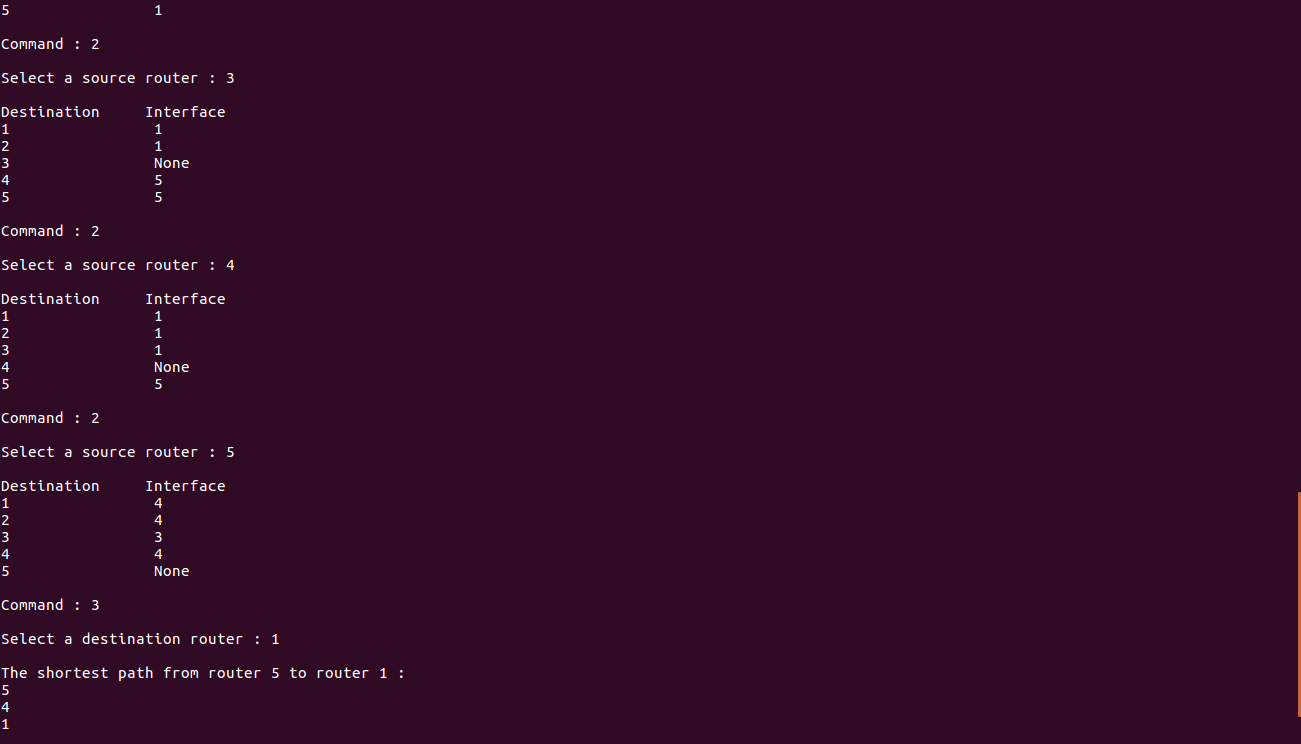 5                 1
Command : 2
Select a source router : 3
Destination     Interface
1                1
2                1
3                None
4                5
5                5
Command : 2
Select a source router : 4
Destination     Interface
1                1
2                1
3                1
4                None
5                5
Command : 2
Select a source router : 5
Destination     Interface
1                4
2                4
3                3
4                4
5                None
Command : 3
Select a destination router : 1
The shortest path from router 5 to router 1 :
5
4
1